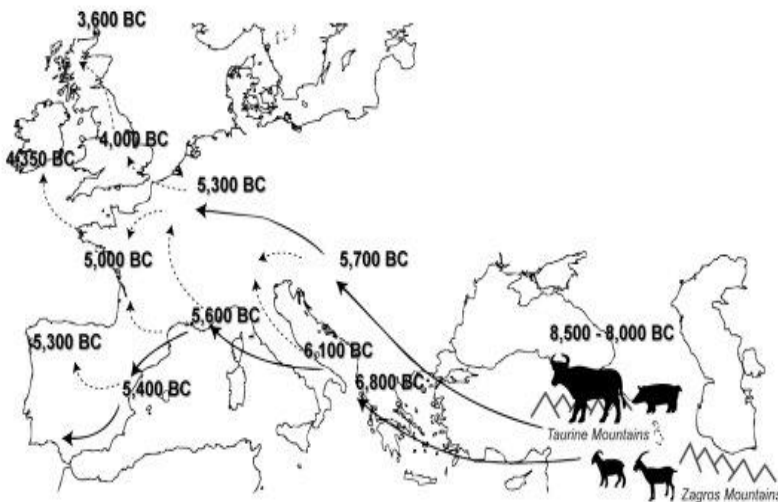 3,600 BC
4,000 BC
4,350 BC
5,300 BC
5,000 BC
5,700 BC
5,600 BC
8,500 - 8,000 BC
5,300 BC
6,100 BC
5,400 BC
6,800 BC
Taurine Mountains
Zagros Mountains